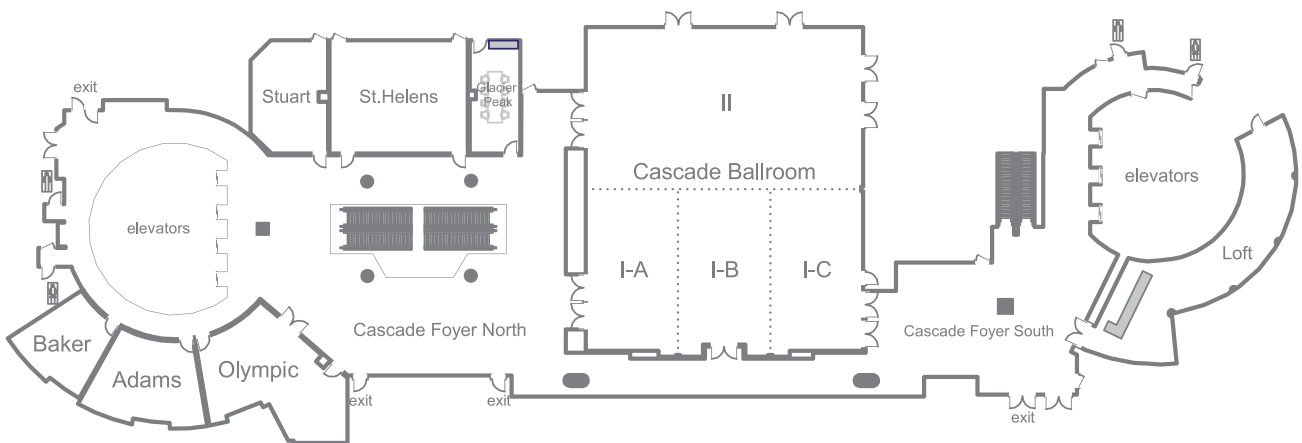 exit
Stuart
St.Helens
Glacier
Peak
II
Cascade Ballroom
elevators
elevators
I-A
I-B
I-C
Loft
Baker
Adams
Olympic
Cascade Foyer North
Cascade Foyer South
exit
exit
exit